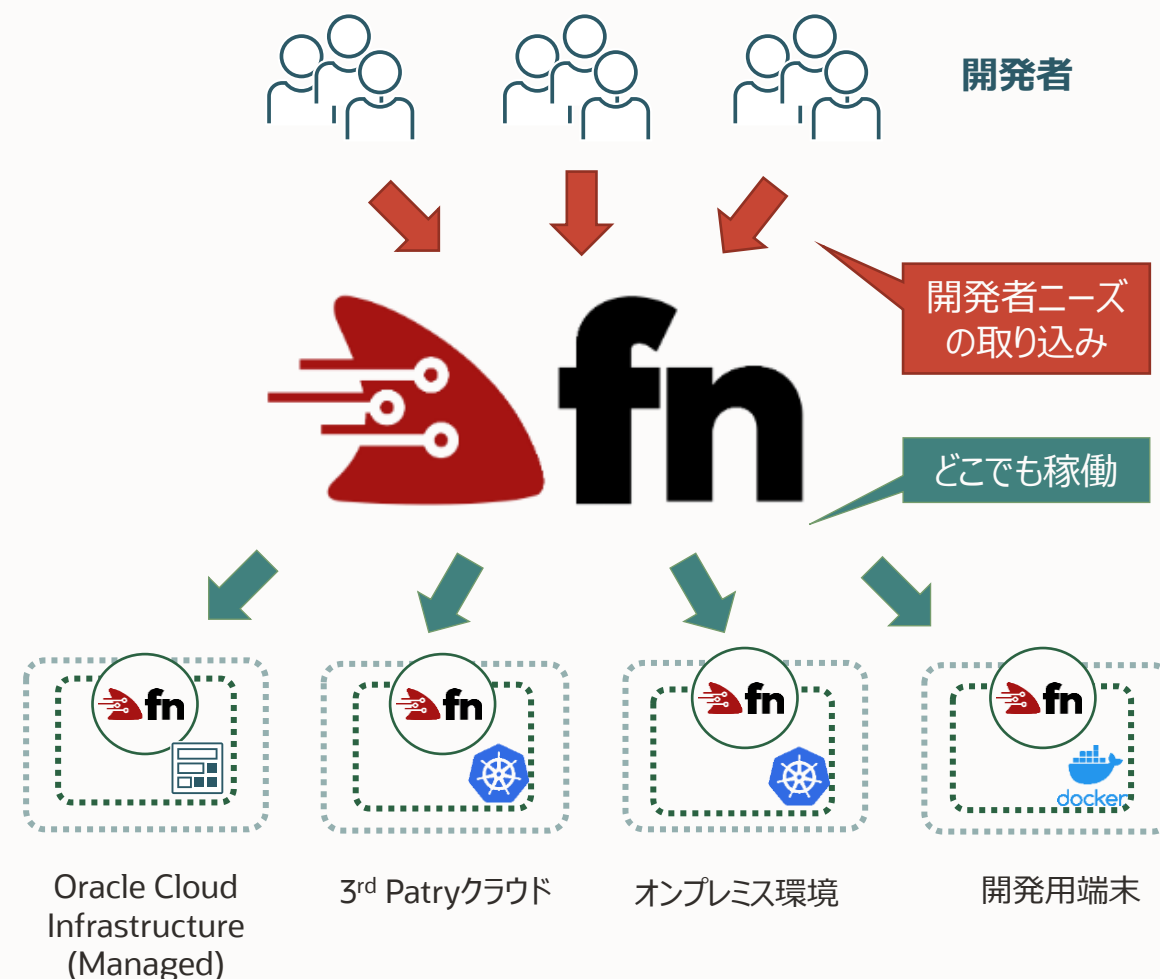 開発者
開発者ニーズ
の取り込み
fn
どこでも稼働
fn
fn
fn
fn
docker
Oracle Cloud
Infrastructure
(Managed)
3rd Patryクラウド
オンプレミス環境
開発用端末